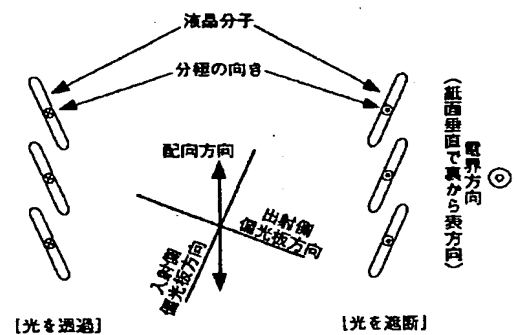 液晶分子
分極の向き
配向方向
出射側
偏光板方向
入射側
偏光板方向
電界方向
(紙面垂直で裏から表方向)
[光を透過]
[光を遮断]